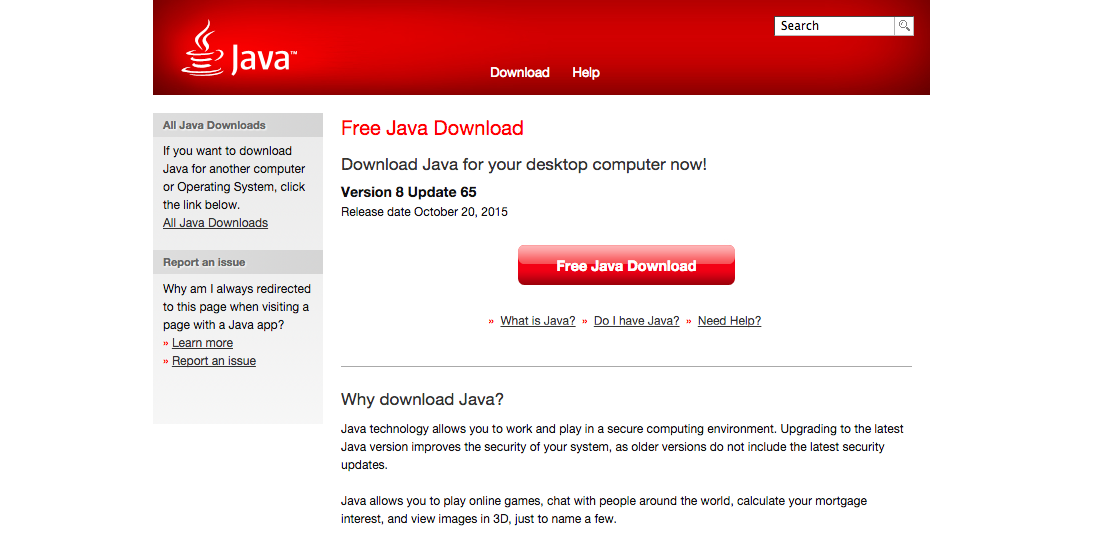 Java™
Search
Download Help
All Java Downloads
If you want to download
Java for another computer
or Operating System, click
the link below.
All Java Downloads
Report an issue
Why am I always redirected
to this page when visiting a
page with a Java app?
» Learn more
» Report an issue
Free Java Download
Download Java for your desktop computer now!
Version 8 Update 65
Release date October 20, 2015
Free Java Download
» What is Java? » Do I have Java? » Need Help?
Why download Java?
Java technology allows you to work and play in a secure computing environment. Upgrading to the latest
Java version improves the security of your system, as older versions do not include the latest security
updates.
Java allows you to play online games, chat with people around the world, calculate your mortgage
interest, and view images in 3D, just to name a few.